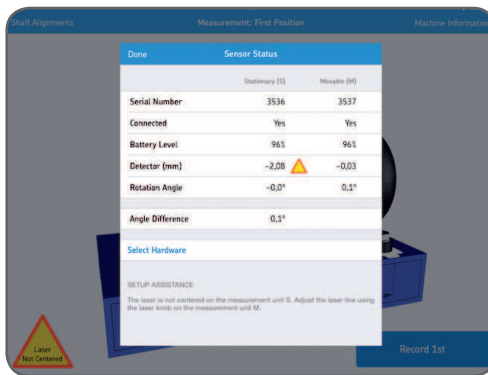 Shaft Alignments Measurement: First Position Machine Information
Done Sensor Status
Stationary (S) Movable (M)
Serial Number 3536 3537
Connected Yes Yes
Battery Level 96% 96%
Detector (mm) -2,08 -0,03
Rotation Angle -0,0° 0,1°
Angle Difference 0,1°
Select Hardware
SETUP ASSISTANCE
The laser is not centered on the measurement unit S. Adjust the laser line using
the laser knob on the measurement unit M.
Laser
Not Centered
Record 1st